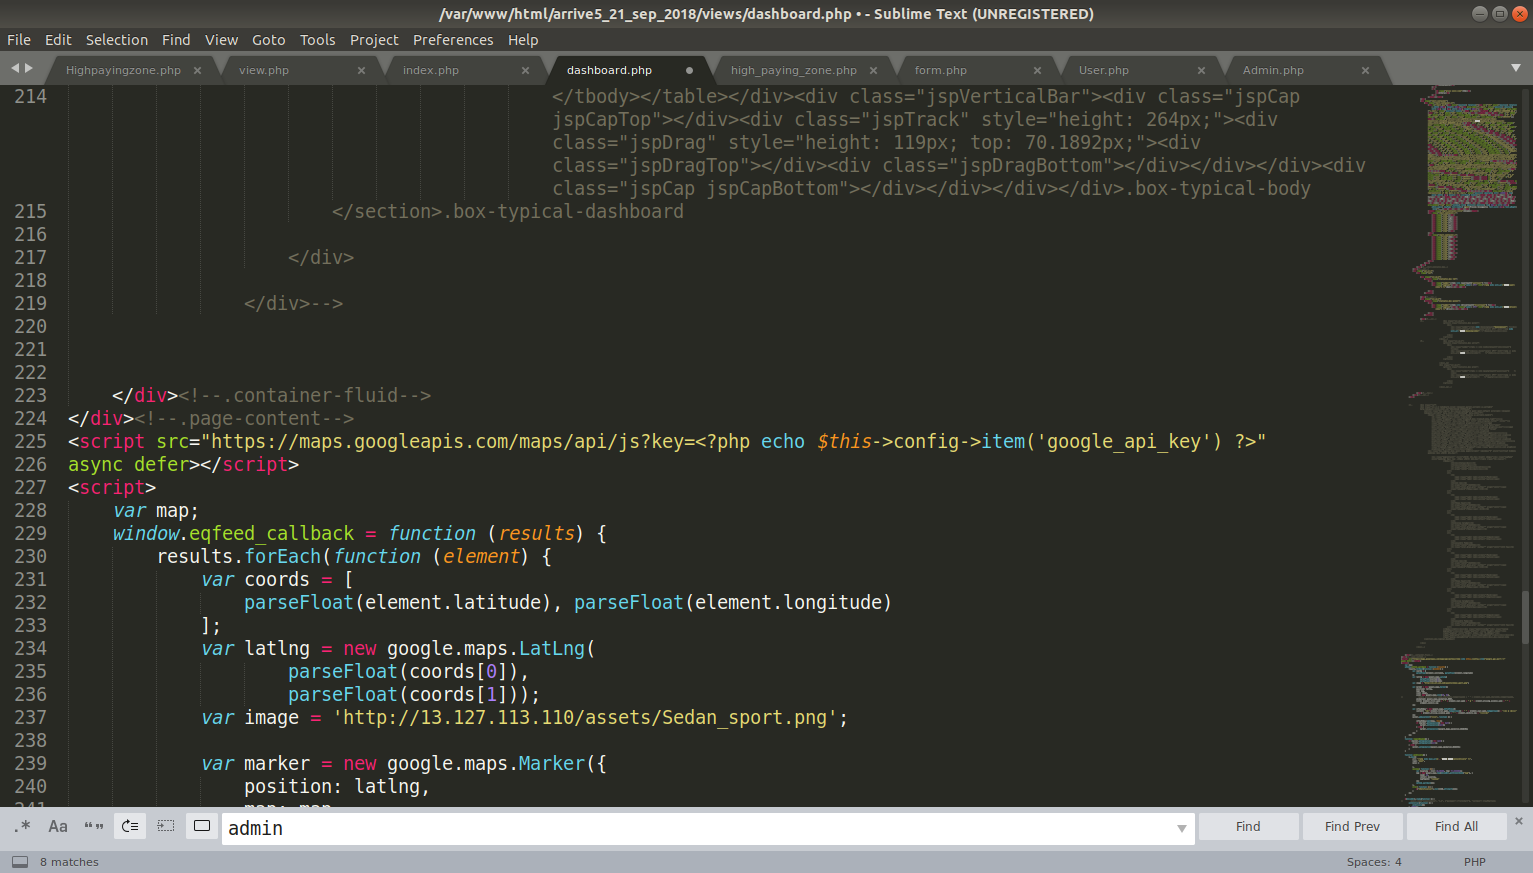 /var/www/html/arrive5_21_sep_2018/views/dashboard.php • - Sublime Text (UNREGISTERED)
File Edit Selection Find View Goto Tools Project Preferences Help
Highpayingzone.php × view.php × index.php × dashboard.php ● high_paying_zone.php × form.php × User.php × Admin.php ×
214 </tbody></table></div><div class="jspVerticalBar"><div class="jspCap
jspCapTop"></div><div class="jspTrack" style="height: 264px;"><div
class="jspDrag" style="height: 119px; top: 70.1892px;"><div
class="jspDragTop"></div><div class="jspDragBottom"></div></div></div><div
class="jspCap jspCapBottom"></div></div></div></div>.box-typical-body
215 </section>.box-typical-dashboard
216
217 </div>
218
219 </div>-->
220
221
222
223 </div><!--.container-fluid-->
224 </div><!--.page-content-->
225 <script src="https://maps.googleapis.com/maps/api/js?key=<?php echo $this->config->item('google_api_key') ?>"
226 async defer></script>
227 <script>
228 var map;
229 window.eqfeed_callback = function (results) {
230 results.forEach(function (element) {
231 var coords = [
232 parseFloat(element.latitude), parseFloat(element.longitude)
233 ];
234 var latlng = new google.maps.LatLng(
235 parseFloat(coords[0]),
236 parseFloat(coords[1]));
237 var image = 'http://13.127.113.110/assets/Sedan_sport.png';
238
239 var marker = new google.maps.Marker({
240 position: latlng,
241 map: map
.* Aa “” admin Find Find Prev Find All ×
8 matches Spaces: 4 PHP